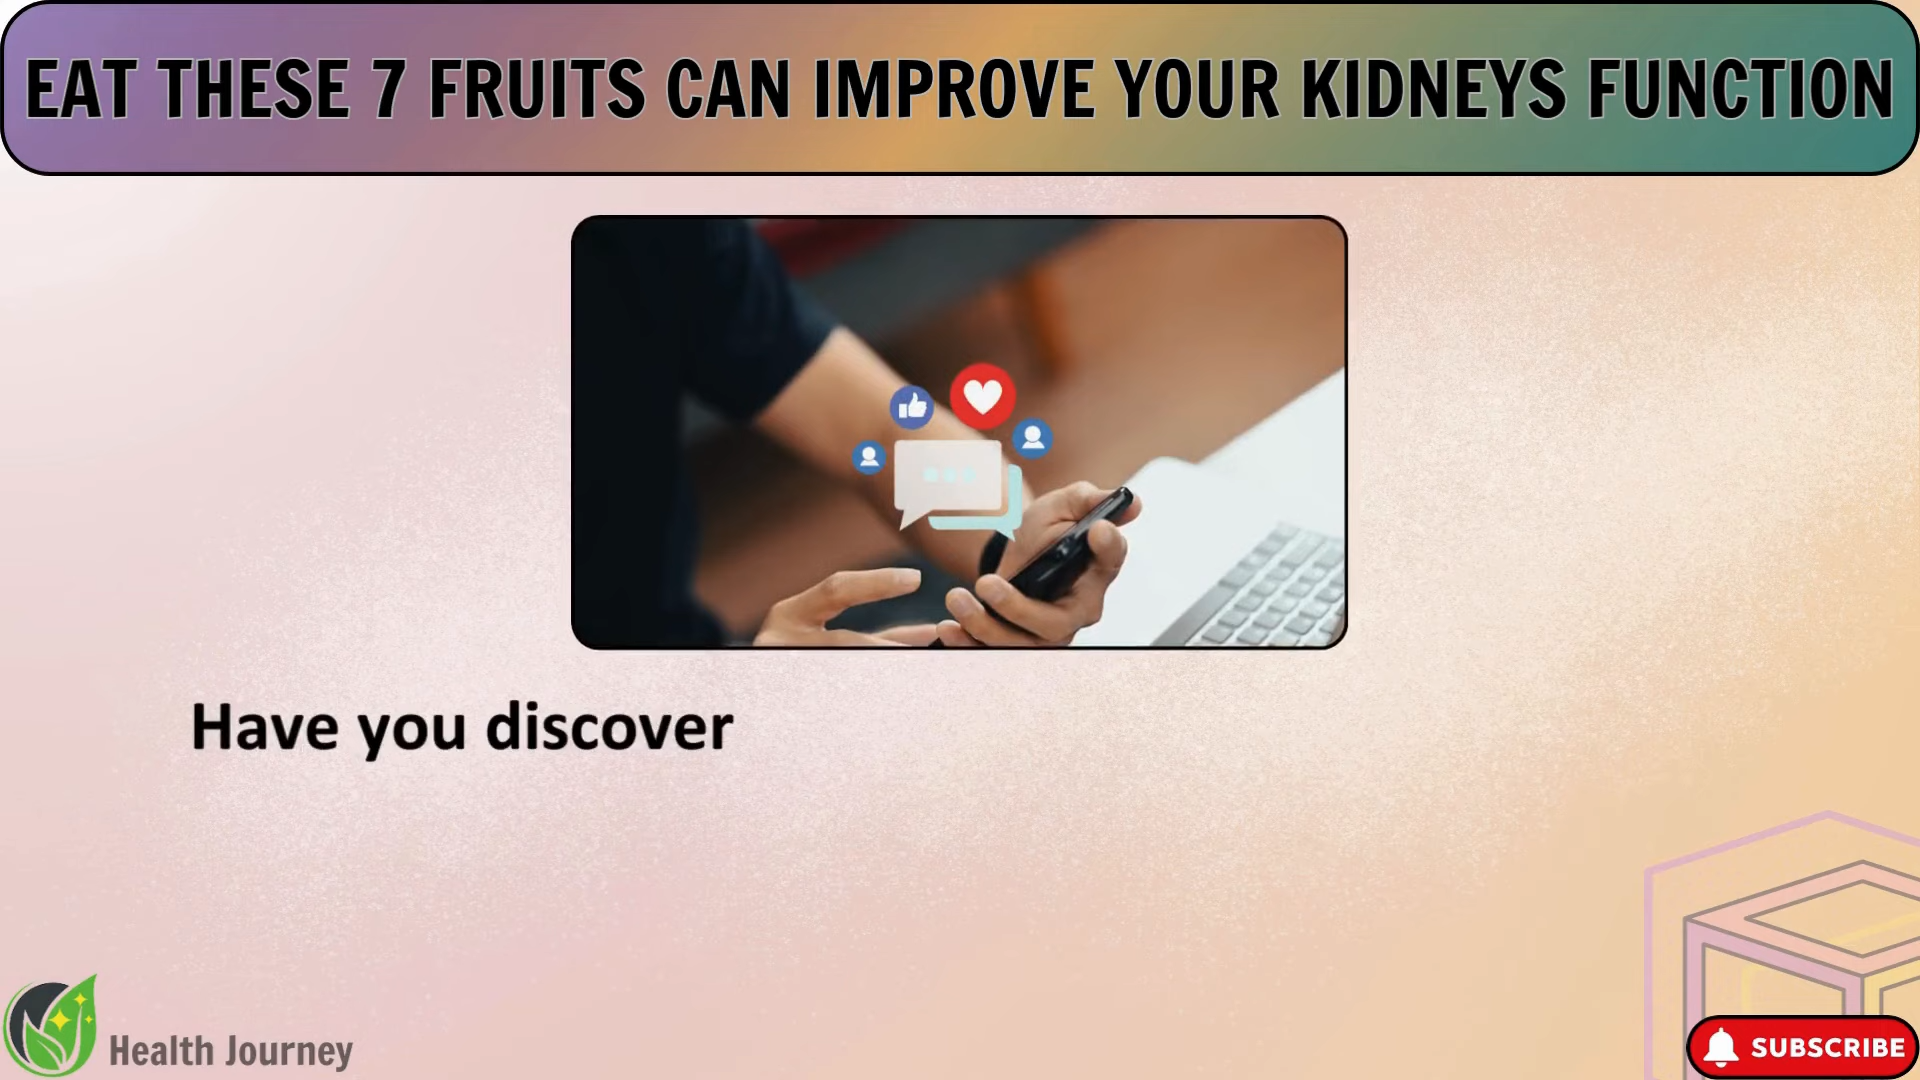 EAT THESE 7 FRUITS CAN IMPROVE YOUR KIDNEYS FUNCTION
Have you discover
Health Journey
SUBSCRIBE